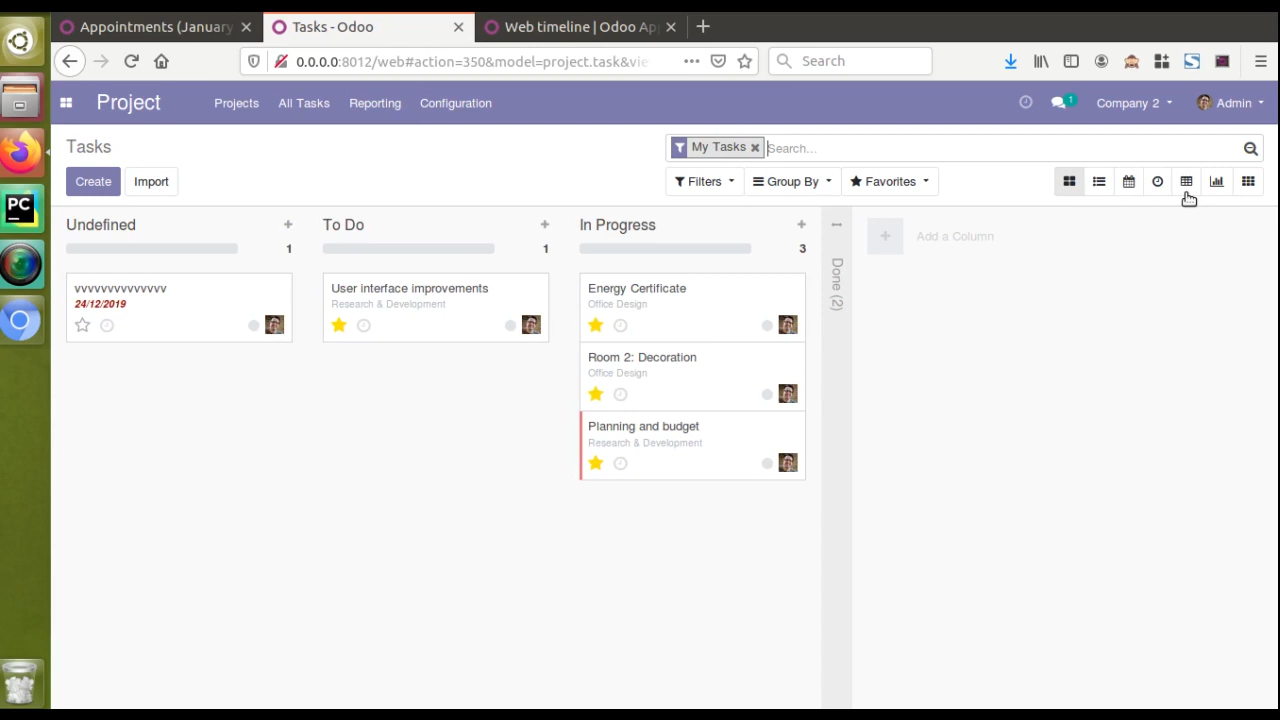 Appointments (January
Tasks - Odoo
Web timeline | Odoo Ap
0.0.0.0:8012/web#action=350&model=project.task&vie
Search
Project
Projects
All Tasks
Reporting
Configuration
1
Company 2
Admin
Tasks
My Tasks
Search...
Create
Import
Filters
Group By
Favorites
Undefined
1
To Do
1
In Progress
3
Done (2)
Add a Column
vvvvvvvvvvvvvv
24/12/2019
User interface improvements
Research & Development
Energy Certificate
Office Design
Room 2: Decoration
Office Design
Planning and budget
Research & Development
PC